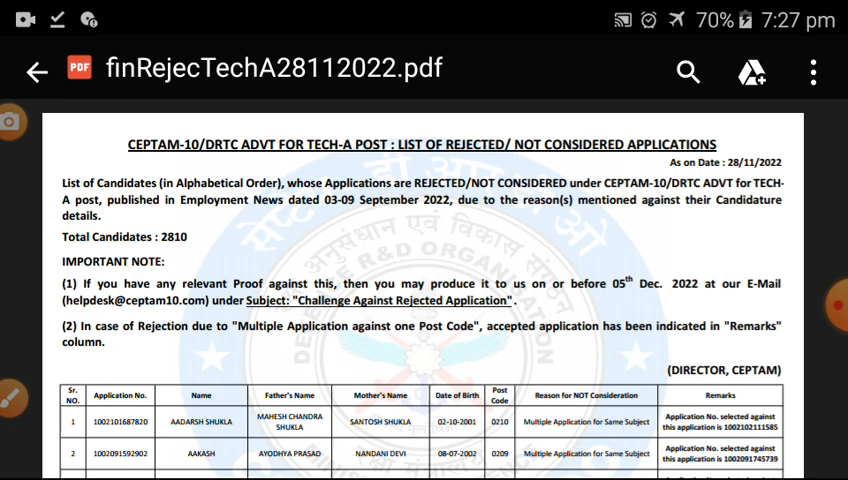 70% 7:27 pm
PDF finRejecTechA28112022.pdf
CEPTAM-10/DRTC ADVT FOR TECH-A POST : LIST OF REJECTED/ NOT CONSIDERED APPLICATIONS
As on Date : 28/11/2022
List of Candidates (in Alphabetical Order), whose Applications are REJECTED/NOT CONSIDERED under CEPTAM-10/DRTC ADVT for TECH-
A post, published in Employment News dated 03-09 September 2022, due to the reason(s) mentioned against their Candidature
details.
Total Candidates : 2810
IMPORTANT NOTE:
(1) If you have any relevant Proof against this, then you may produce it to us on or before 05th Dec. 2022 at our E-Mail
(helpdesk@ceptam10.com) under Subject: "Challenge Against Rejected Application".
(2) In case of Rejection due to "Multiple Application against one Post Code", accepted application has been indicated in "Remarks"
column.
(DIRECTOR, CEPTAM)
Sr. NO. Application No. Name Father's Name Mother's Name Date of Birth Post Code Reason for NOT Consideration Remarks
1 1002101687820 AADARSH SHUKLA MAHESH CHANDRA SHUKLA SANTOSH SHUKLA 02-10-2001 0210 Multiple Application for Same Subject Application No. selected against this application is 1002102111585
2 1002091592902 AAKASH AYODHYA PRASAD NANDANI DEVI 08-07-2002 0209 Multiple Application for Same Subject Application No. selected against this application is 1002091745739
सेप्टम डी आर डी ओ
अनुसंधान एवं विकास संगठन
DEFENCE R&D ORGANISATION